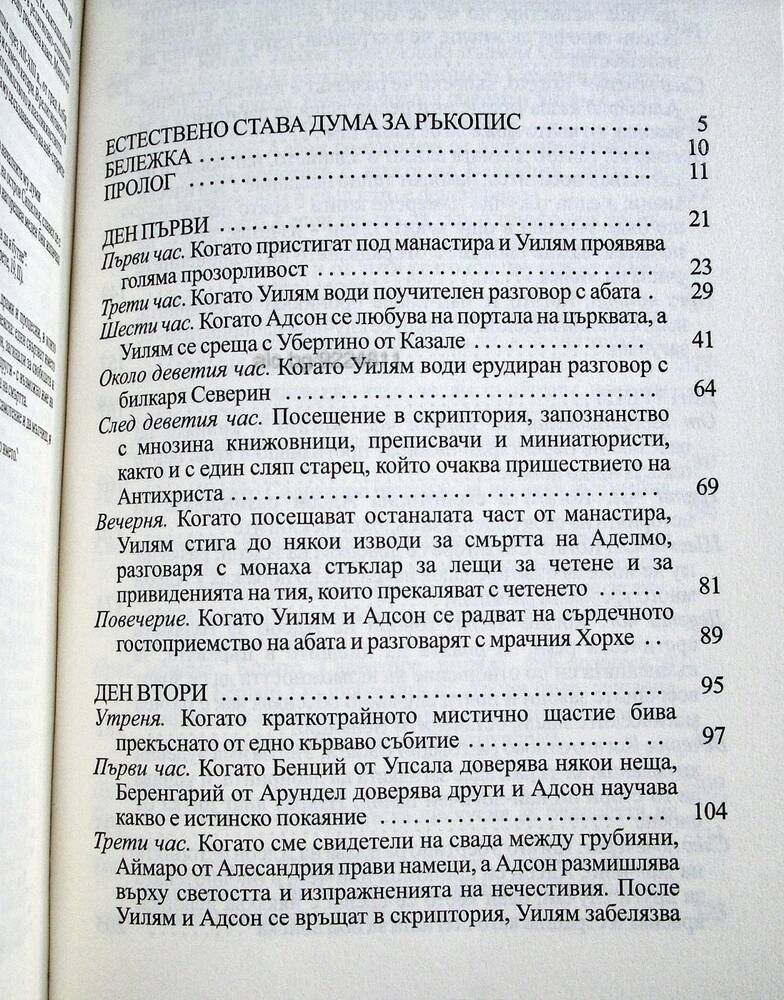 ЕСТЕСТВЕНО СТАВА ДУМА ЗА РЪКОПИС . . . . . . . . . . . 5
БЕЛЕЖКА . . . . . . . . . . . . . . . . . . . . . . . . . . . . . . . . . . . 10
ПРОЛОГ . . . . . . . . . . . . . . . . . . . . . . . . . . . . . . . . . . . . 11
ДЕН ПЪРВИ . . . . . . . . . . . . . . . . . . . . . . . . . . . . . . . . . 21
Първи час. Когато пристигат под манастира и Уилям проявява
голяма прозорливост . . . . . . . . . . . . . . . . . . . . . . . . . . . 23
Трети час. Когато Уилям води поучителен разговор с абата . 29
Шести час. Когато Адсон се любува на портала на църквата, а
Уилям се среща с Убертино от Казале . . . . . . . . . . . . . . 41
Около деветия час. Когато Уилям води ерудиран разговор с
билкаря Северин . . . . . . . . . . . . . . . . . . . . . . . . . . . . . . 64
След деветия час. Посещение в скриптория, запознанство
с мнозина книжовници, преписвачи и миниатюристи,
както и с един сляп старец, който очаква пришествието на
Антихриста . . . . . . . . . . . . . . . . . . . . . . . . . . . . . . . . . . 69
Вечерня. Когато посещават останалата част от манастира,
Уилям стига до някои изводи за смъртта на Аделмо,
разговаря с монаха стъклар за лещи за четене и за
привиденията на тия, които прекаляват с четенето . . . . . . 81
Повечерие. Когато Уилям и Адсон се радват на сърдечното
гостоприемство на абата и разговарят с мрачния Хорхе . . 89
ДЕН ВТОРИ . . . . . . . . . . . . . . . . . . . . . . . . . . . . . . . . . 95
Утреня. Когато краткотрайното мистично щастие бива
прекъснато от едно кърваво събитие . . . . . . . . . . . . . . . 97
Първи час. Когато Бенций от Упсала доверява някои неща,
Беренгарий от Арундел доверява други и Адсон научава
какво е истинско покаяние . . . . . . . . . . . . . . . . . . . . . . 104
Трети час. Когато сме свидетели на свада между грубияни,
Аймаро от Алесандрия прави намеци, а Адсон размишлява
върху светостта и изпражненията на нечестивия. После
Уилям и Адсон се връщат в скриптория, Уилям забелязва